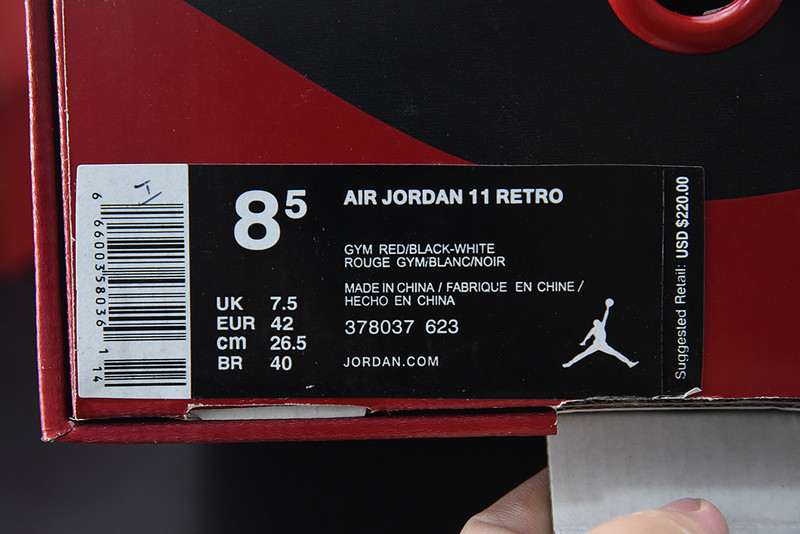 6 66003 58036 1 14
8 5
AIR JORDAN 11 RETRO
GYM RED/BLACK-WHITE
ROUGE GYM/BLANC/NOIR
MADE IN CHINA / FABRIQUE EN CHINE /
HECHO EN CHINA
UK 7.5
EUR 42
cm 26.5
BR 40
378037 623
JORDAN.COM
Suggested Retail: USD $220.00